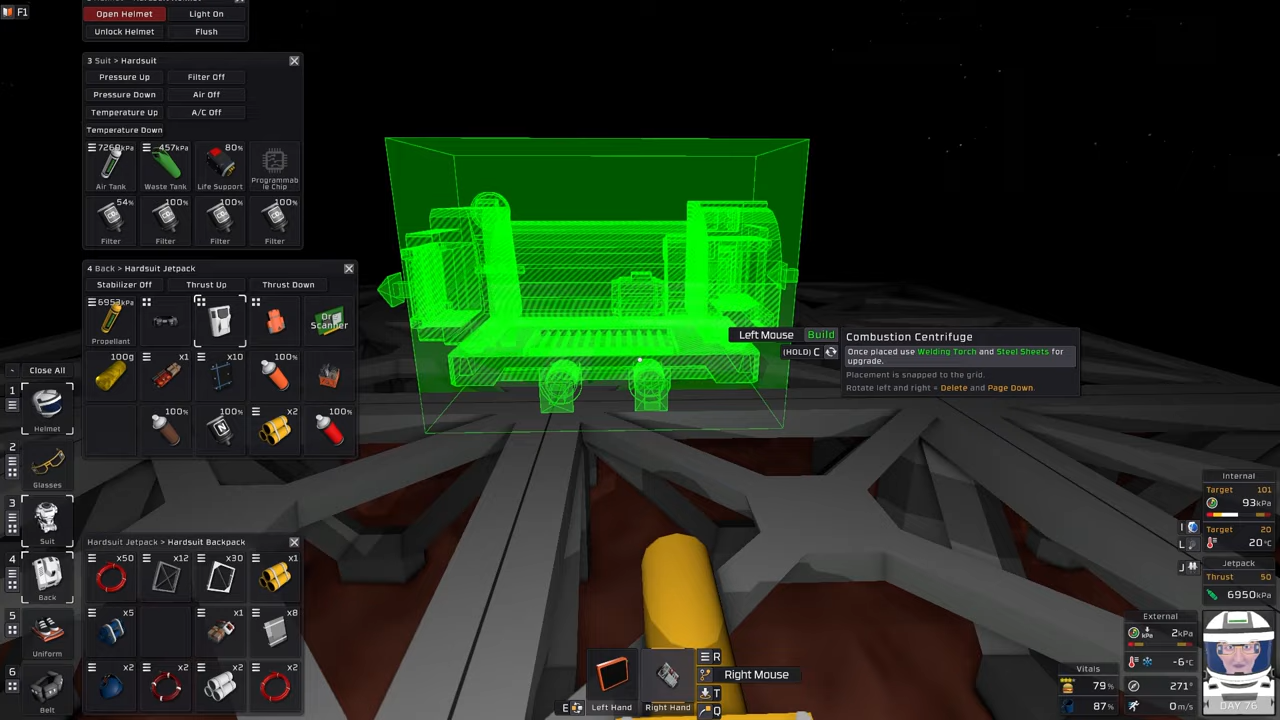 F1
Open Helmet
Light On
Unlock Helmet
Flush
3 Suit > Hardsuit
Pressure Up
Filter Off
Pressure Down
Air Off
Temperature Up
A/C Off
Temperature Down
457kPa
80%
Air Tank
Waste Tank
Life Support
Programmab
le Chip
54%
100%
100%
100%
Filter
Filter
Filter
Filter
4 Back > Hardsuit Jetpack
Stabilizer Off
Thrust Up
Thrust Down
Propellant
Ore
Scanner
100g
x1
x10
100%
100%
100%
x2
100%
Close All
1
Helmet
2
Glasses
3
Suit
4
Back
5
Uniform
6
Belt
Hardsuit Jetpack > Hardsuit Backpack
x50
x12
x30
x1
x5
x1
x8
x2
x2
x2
x2
Left Mouse
Build
(HOLD) C
Combustion Centrifuge
Once placed use Welding Torch and Steel Sheets for
upgrade.
Placement is snapped to the grid.
Rotate left and right = Delete and Page Down.
E
Left Hand
Right Hand
R
Right Mouse
T
Q
Internal
Target 101
93kPa
Target 20
20°C
I
L
Jetpack
Thrust 50
J
6950kPa
External
2kPa
-6°C
271°
0m/s
Vitals
79%
87%
DAY 76